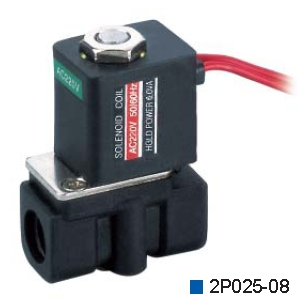 AC220V
SOLENOID COIL
AC220V 50/60Hz
HOLD POWER 6.0VA
2P025-08